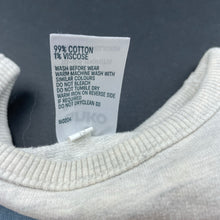 99% COTTON
1% VISCOSE
WASH BEFORE WEAR
WARM MACHINE WASH WITH
SIMILAR COLOURS
DO NOT BLEACH
DO NOT TUMBLE DRY
WARM IRON ON REVERSE
SIDE IF REQUIRED
DO NOT DRYCLEAN